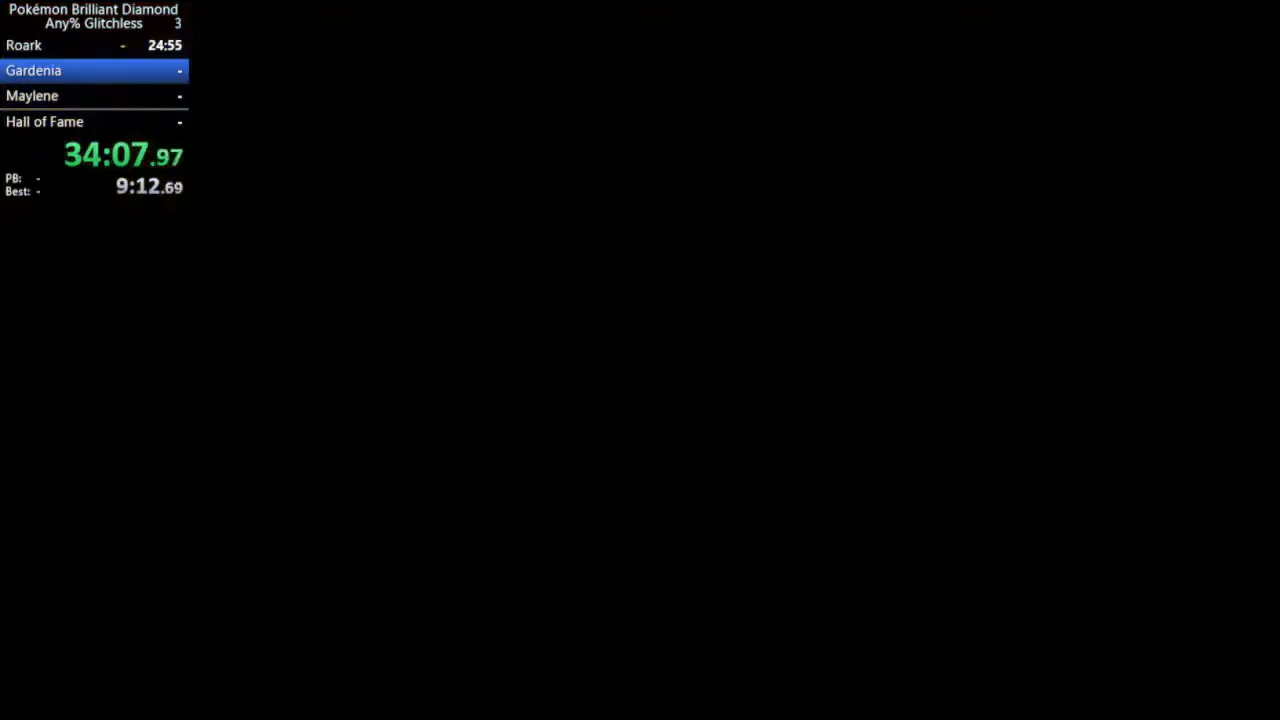 Pokémon Brilliant Diamond
Any% Glitchless 3
Roark - 24:55
Gardenia -
Maylene -
Hall of Fame -
34:07.97
PB: -
Best: -
9:12.69